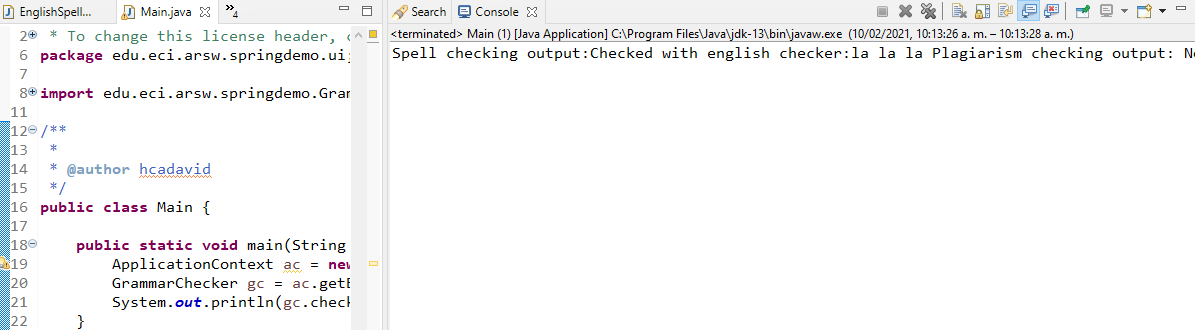 EnglishSpell...
Main.java
4
Search
Console
<terminated> Main (1) [Java Application] C:\Program Files\Java\jdk-13\bin\javaw.exe (10/02/2021, 10:13:26 a. m. – 10:13:28 a. m.)
Spell checking output:Checked with english checker:la la la Plagiarism checking output:
2 * To change this license header,
6 package edu.eci.arsw.springdemo.ui
7
8 import edu.eci.arsw.springdemo.Gra
11
12 /**
13 *
14 * @author hcadavid
15 */
16 public class Main {
17
18 public static void main(String
19 ApplicationContext ac = new
20 GrammarChecker gc = ac.get
21 System.out.println(gc.chec
22 }